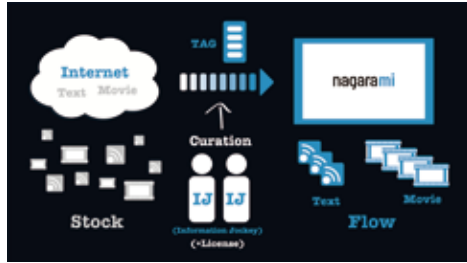 TAG
Internet
Text Movie
nagarami
Curation
IJ IJ
Text
Movie
Stock
(Information Jockey)
(+License)
Flow